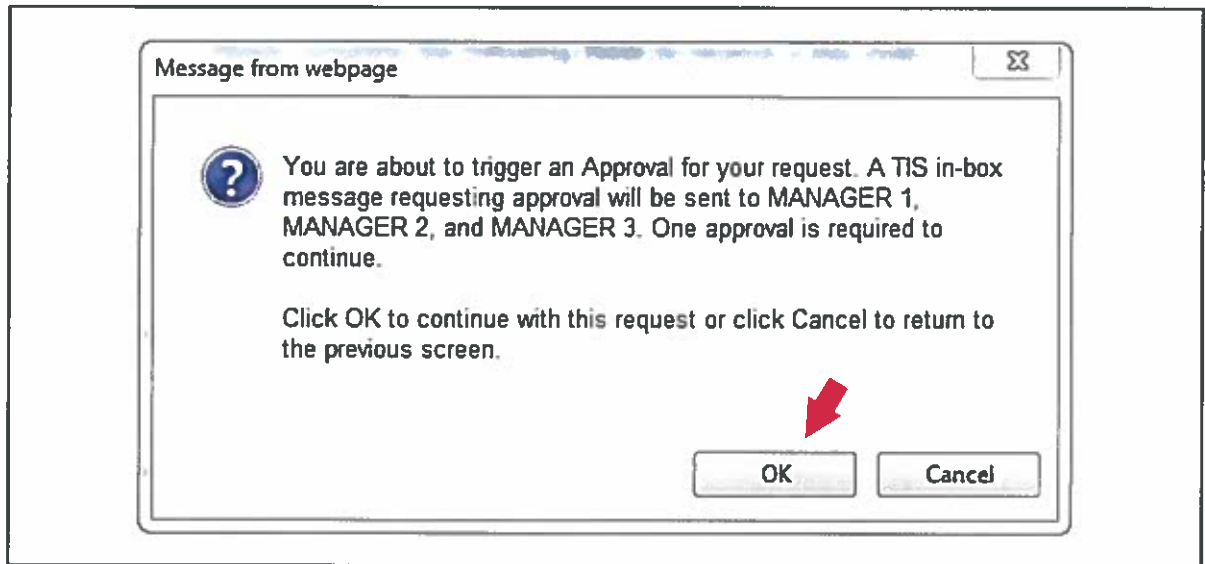 Message from webpage
You are about to trigger an Approval for your request. A TIS in-box
message requesting approval will be sent to MANAGER 1,
MANAGER 2, and MANAGER 3. One approval is required to
continue.
Click OK to continue with this request or click Cancel to return to
the previous screen.
OK
Cancel